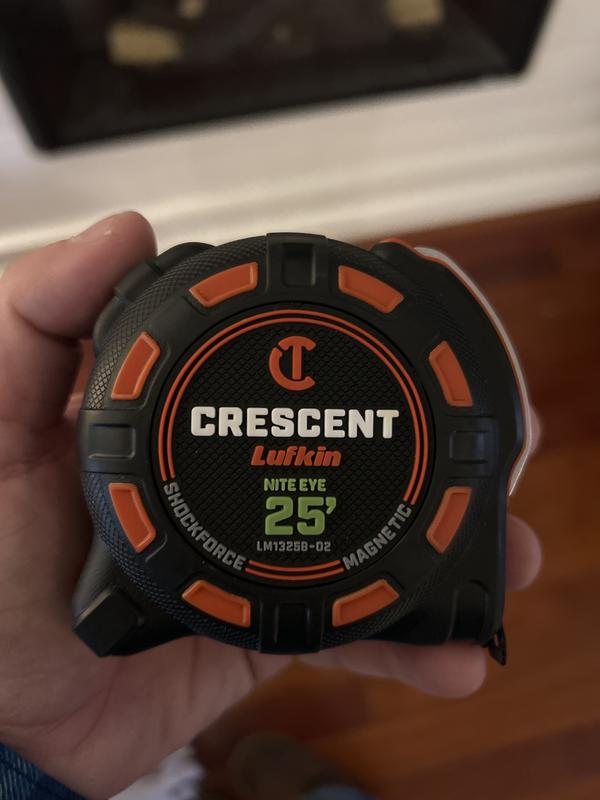 CRESCENT
Lufkin
NITE EYE
25'
LM1325B-02
SHOCKFORCE
MAGNETIC